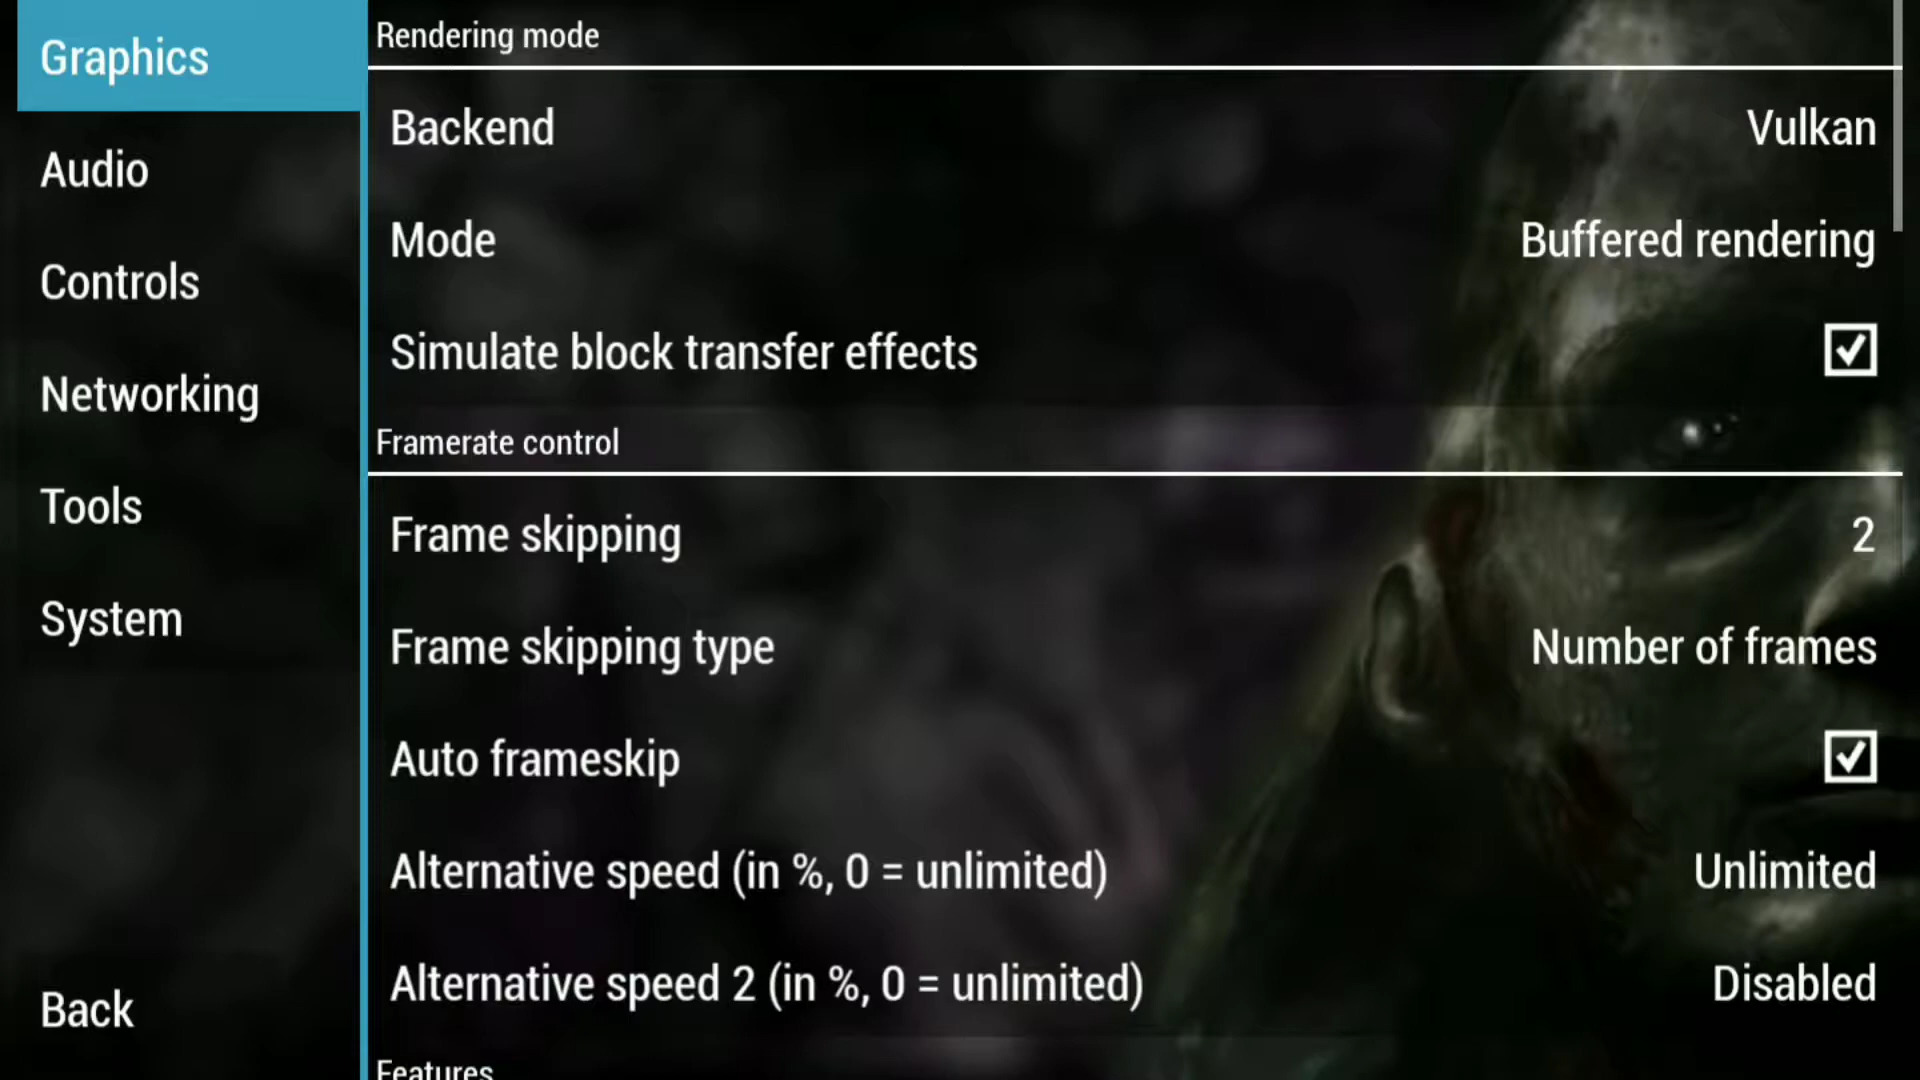 Graphics
Audio
Controls
Networking
Tools
System
Back
Rendering mode
Backend Vulkan
Mode Buffered rendering
Simulate block transfer effects
Framerate control
Frame skipping 2
Frame skipping type Number of frames
Auto frameskip
Alternative speed (in %, 0 = unlimited) Unlimited
Alternative speed 2 (in %, 0 = unlimited) Disabled
Features